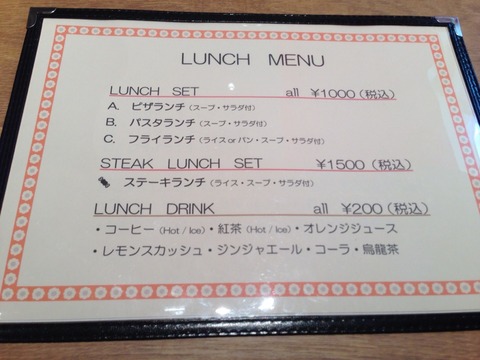 LUNCH MENU
LUNCH SET all ¥1000(税込)
A. ピザランチ(スープ・サラダ付)
B. パスタランチ(スープ・サラダ付)
C. フライランチ(ライスorパン・スープ・サラダ付)
STEAK LUNCH SET ¥1500(税込)
ステーキランチ(ライス・スープ・サラダ付)
LUNCH DRINK all ¥200(税込)
・コーヒー(Hot / Ice)・紅茶(Hot / Ice)・オレンジジュース
・レモンスカッシュ・ジンジャエール・コーラ・烏龍茶